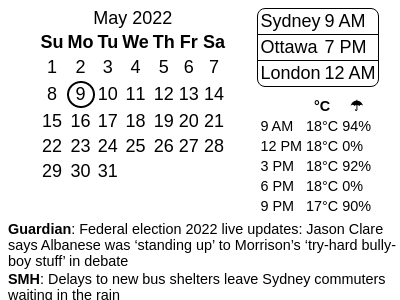 May 2022
Su Mo Tu We Th Fr Sa
1 2 3 4 5 6 7
8 9 10 11 12 13 14
15 16 17 18 19 20 21
22 23 24 25 26 27 28
29 30 31
Sydney 9 AM
Ottawa 7 PM
London 12 AM
°C ☂
9 AM 18°C 94%
12 PM 18°C 0%
3 PM 18°C 92%
6 PM 18°C 0%
9 PM 17°C 90%
Guardian: Federal election 2022 live updates: Jason Clare
says Albanese was ‘standing up’ to Morrison’s ‘try-hard bully-
boy stuff’ in debate
SMH: Delays to new bus shelters leave Sydney commuters
waiting in the rain